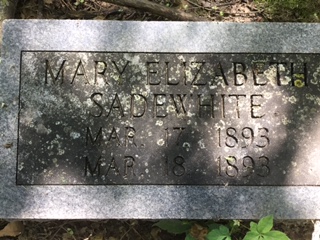 MARY ELIZABETH
SADEWHITE
MAR. 17 1893
MAR. 18 1893